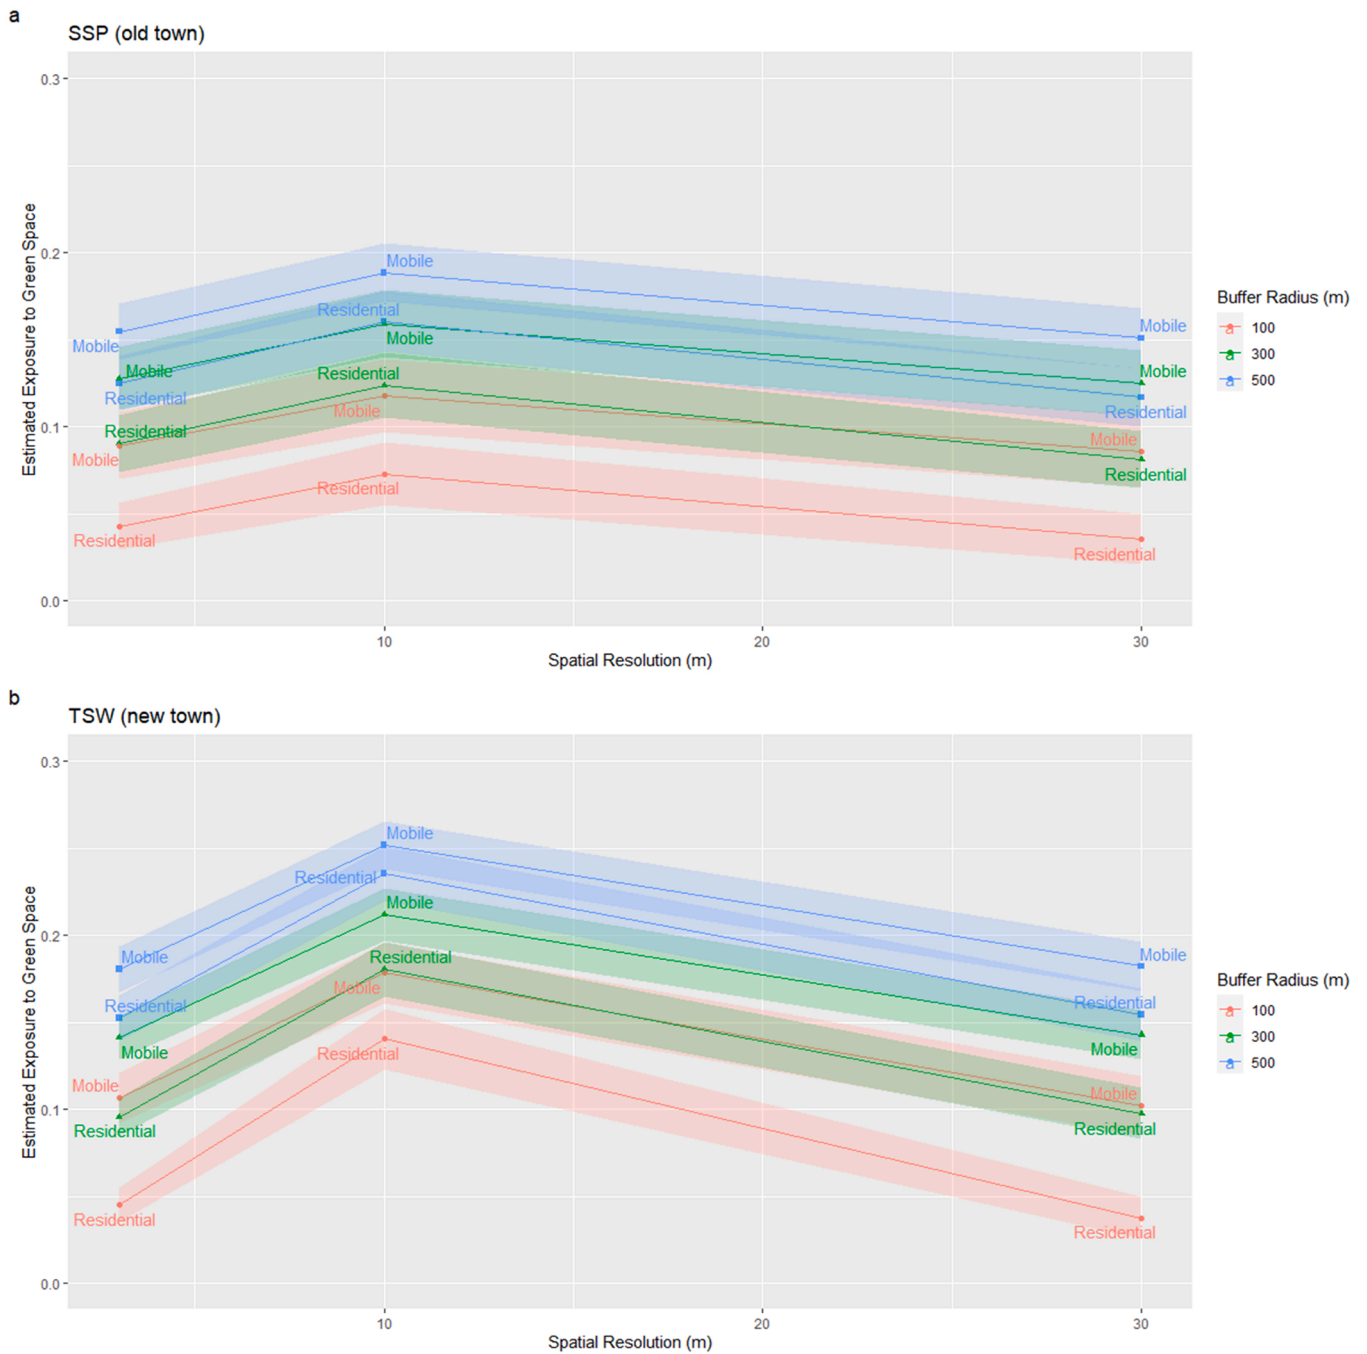 a
SSP (old town)
Estimated Exposure to Green Space
0.3
0.2
0.1
0.0
Mobile
Residential
Mobile
Residential
Mobile
Residential
Mobile
Residential
Mobile
Residential
Mobile
Residential
Mobile
Mobile
Residential
Mobile
Residential
Residential
10
20
30
Spatial Resolution (m)
Buffer Radius (m)
100
300
500
b
TSW (new town)
Estimated Exposure to Green Space
0.3
0.2
0.1
0.0
Mobile
Residential
Mobile
Mobile
Residential
Residential
Mobile
Residential
Mobile
Residential
Mobile
Residential
Mobile
Residential
Mobile
Mobile
Residential
Residential
10
20
30
Spatial Resolution (m)
Buffer Radius (m)
100
300
500